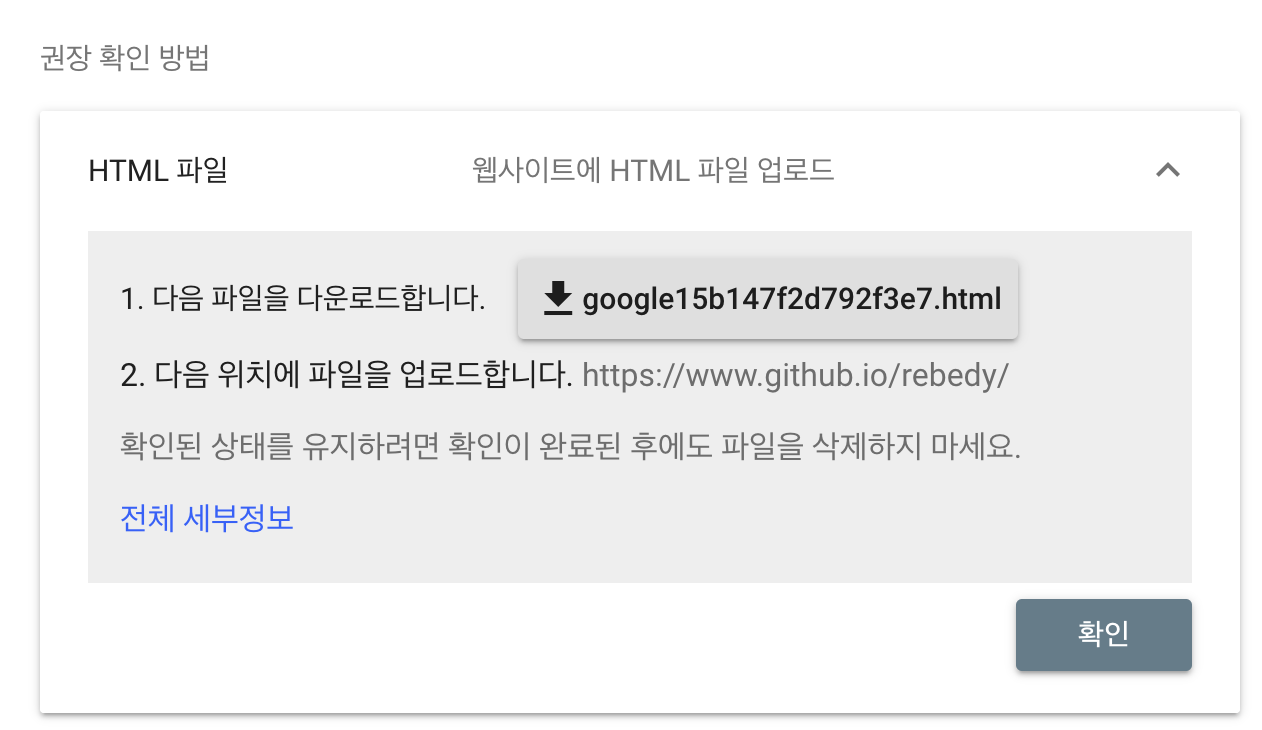 권장 확인 방법
HTML 파일 웹사이트에 HTML 파일 업로드
1. 다음 파일을 다운로드합니다. google15b147f2d792f3e7.html
2. 다음 위치에 파일을 업로드합니다. https://www.github.io/rebedy/
확인된 상태를 유지하려면 확인이 완료된 후에도 파일을 삭제하지 마세요.
전체 세부정보
확인